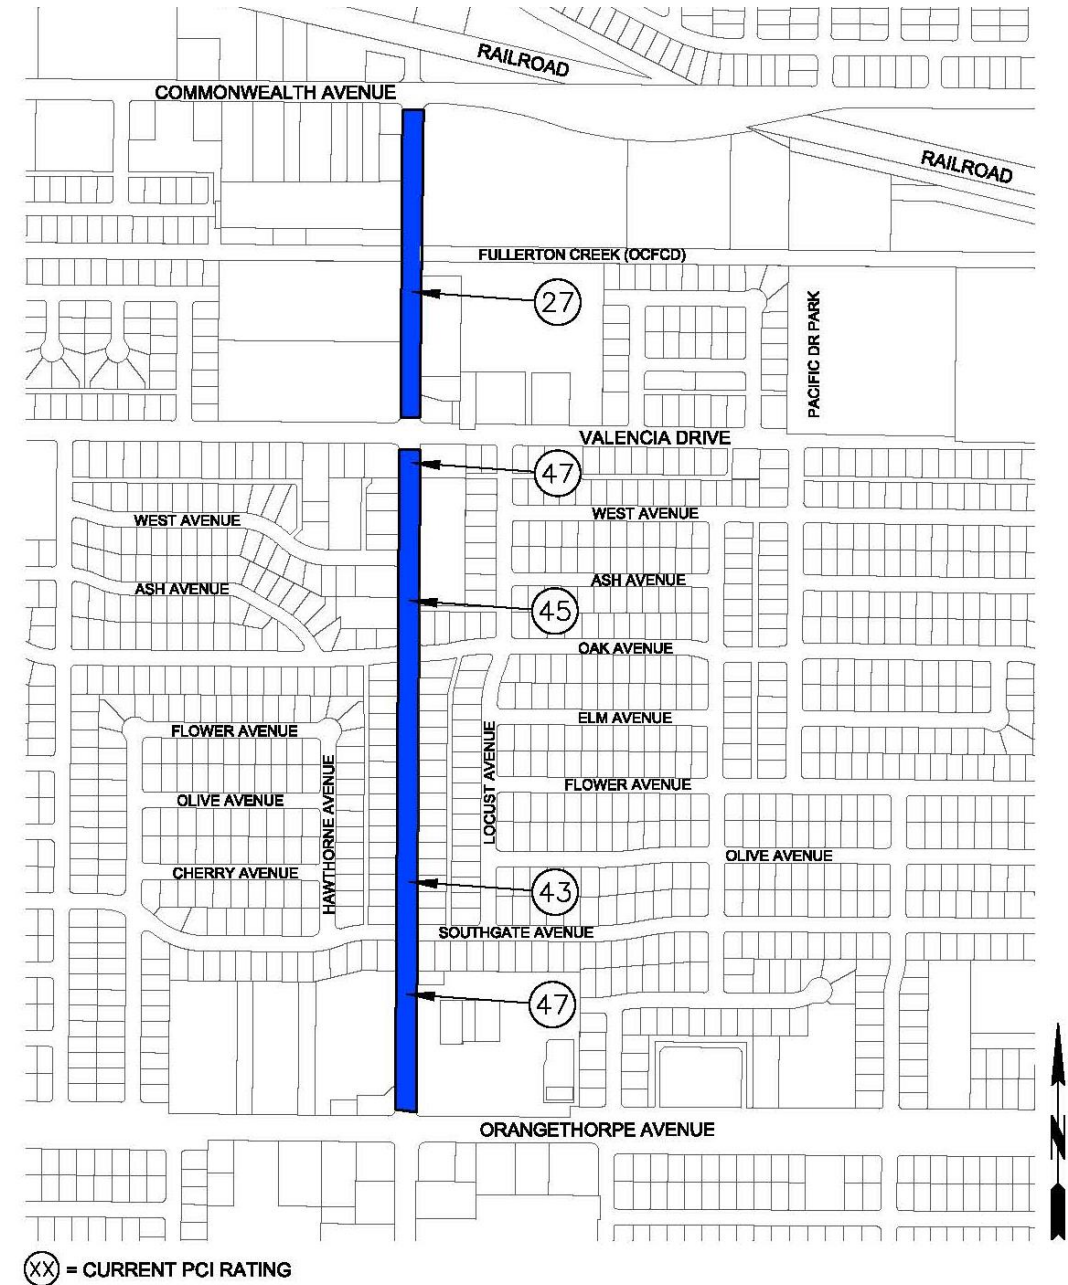 RAILROAD
COMMONWEALTH AVENUE
RAILROAD
FULLERTON CREEK (OCFCD)
27
PACIFIC DR PARK
VALENCIA DRIVE
47
WEST AVENUE
WEST AVENUE
ASH AVENUE
ASH AVENUE
45
OAK AVENUE
ELM AVENUE
FLOWER AVENUE
LOCUST AVENUE
FLOWER AVENUE
OLIVE AVENUE
HAWTHORNE AVENUE
OLIVE AVENUE
CHERRY AVENUE
43
SOUTHGATE AVENUE
47
N
ORANGETHORPE AVENUE
XX = CURRENT PCI RATING